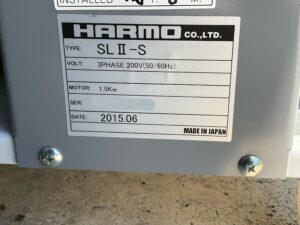 INSTALLED
HARMO CO.,LTD.
TYPE: SLⅡ-S
VOLT: 3PHASE 200V(50/60Hz)
MOTOR: 1.5Kw
SER:
DATE: 2015.06
MADE IN JAPAN